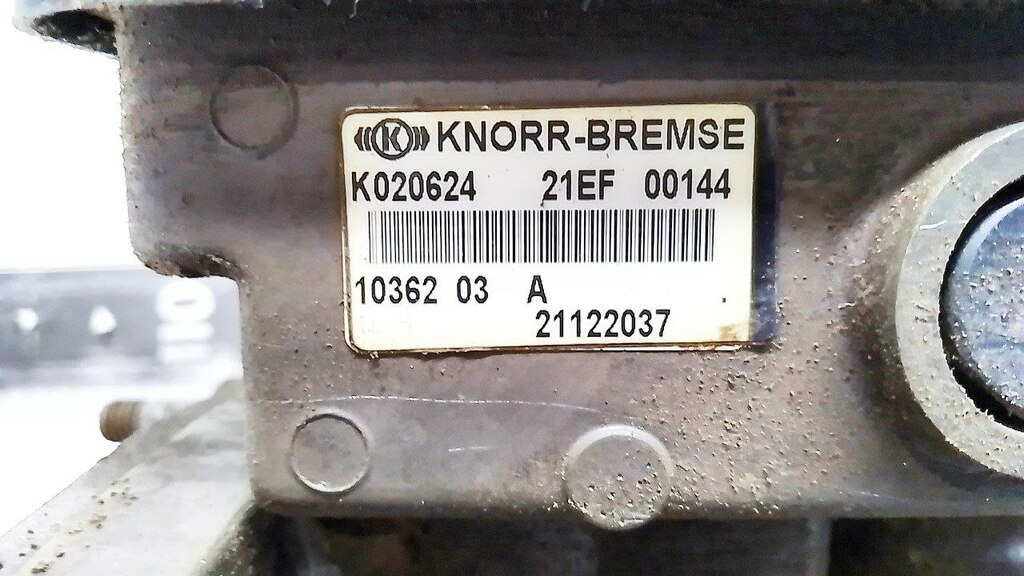 K KNORR-BREMSE
K020624 21EF 00144
10362 03 A
21122037